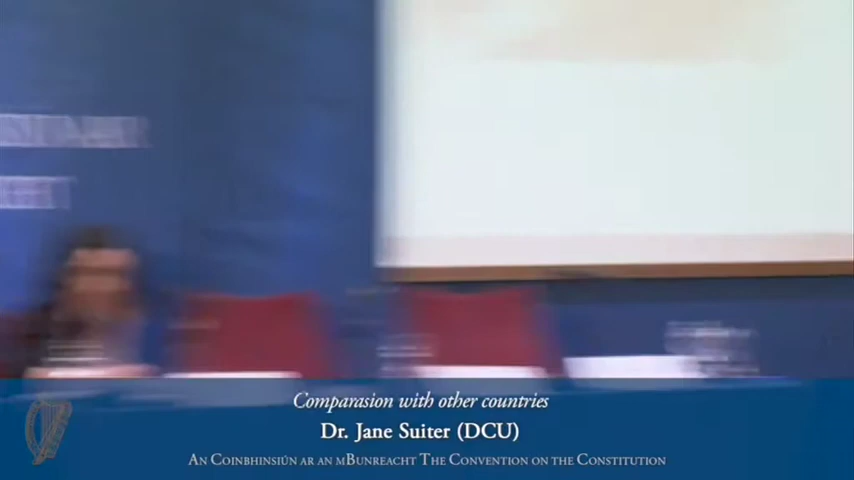 Comparasion with other countries
Dr. Jane Suiter (DCU)
An Coinbhinsiún ar an mBunreacht The Convention on the Constitution